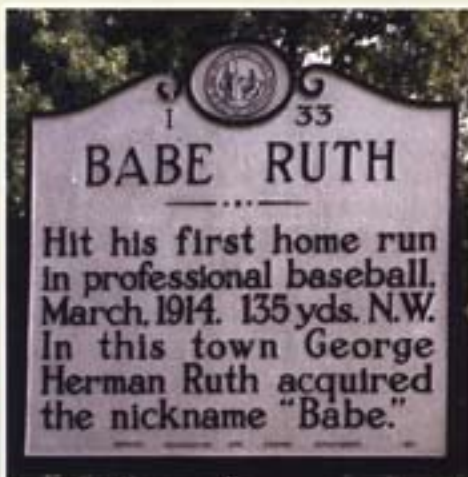 I 33
BABE RUTH
Hit his first home run
in professional baseball,
March, 1914. 135 yds. N.W.
In this town George
Herman Ruth acquired
the nickname “Babe.”